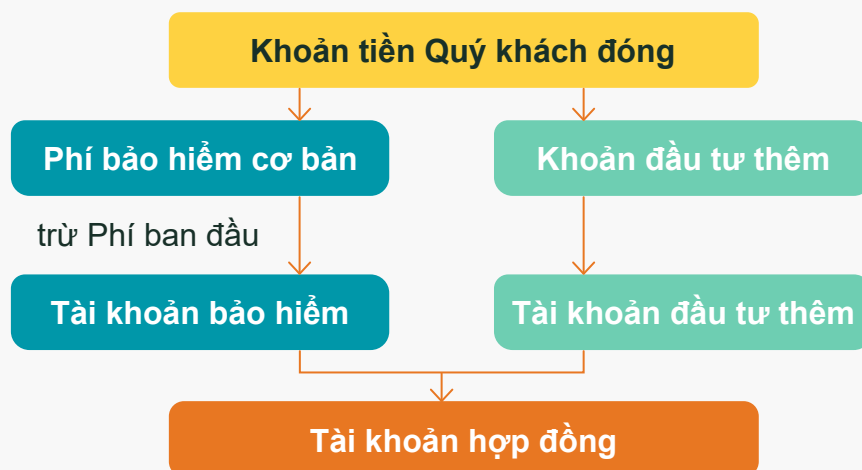 Khoản tiền Quý khách đóng
Phí bảo hiểm cơ bản
Khoản đầu tư thêm
trừ Phí ban đầu
Tài khoản bảo hiểm
Tài khoản đầu tư thêm
Tài khoản hợp đồng